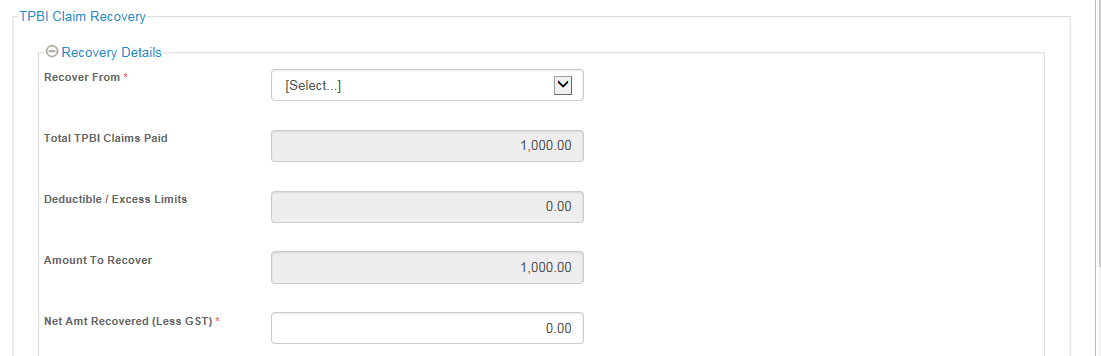 TPBI Claim Recovery
Recovery Details
Recover From *
[Select...]
Total TPBI Claims Paid
1,000.00
Deductible / Excess Limits
0.00
Amount To Recover
1,000.00
Net Amt Recovered (Less GST) *
0.00